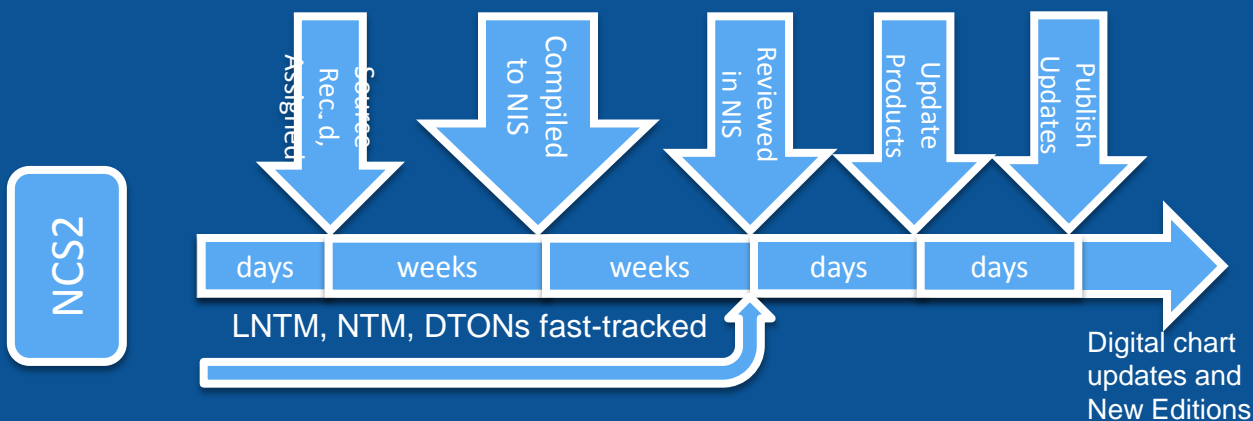 Source
Rec. d,
Assigned
Compiled
to NIS
Reviewed
in NIS
Update
Products
Publish
Updates
NCS2
days
weeks
weeks
days
days
LNTM, NTM, DTONs fast-tracked
Digital chart
updates and
New Editions